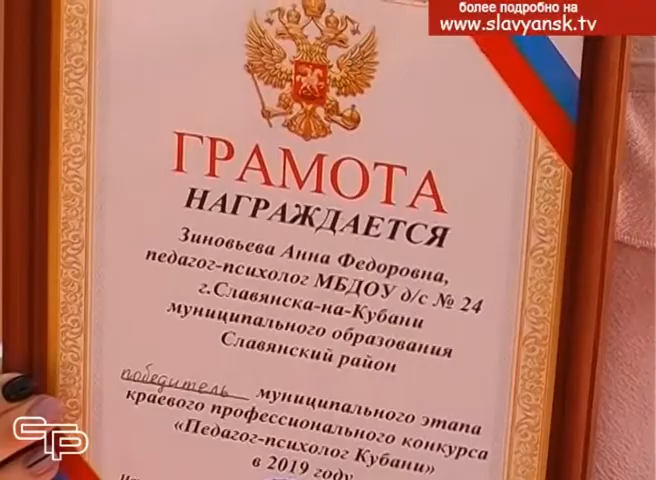 более подробно на
www.slavyansk.tv
ГРАМОТА
НАГРАЖДАЕТСЯ
Зиновьева Анна Федоровна,
педагог-психолог МБДОУ д/с № 24
г.Славянска-на-Кубани
муниципального образования
Славянский район
победитель муниципального этапа
краевого профессионального конкурса
«Педагог-психолог Кубани»
в 2019 году
СТР